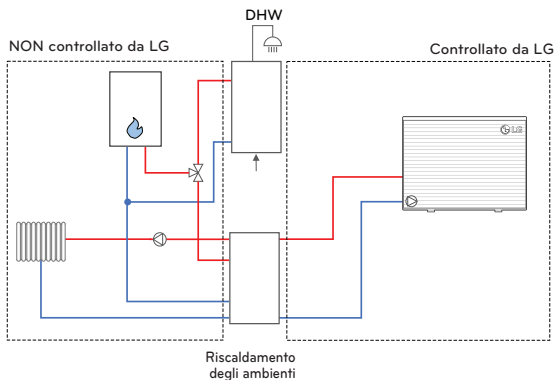 DHW
NON controllato da LG
Controllato da LG
LG
Riscaldamento
degli ambienti